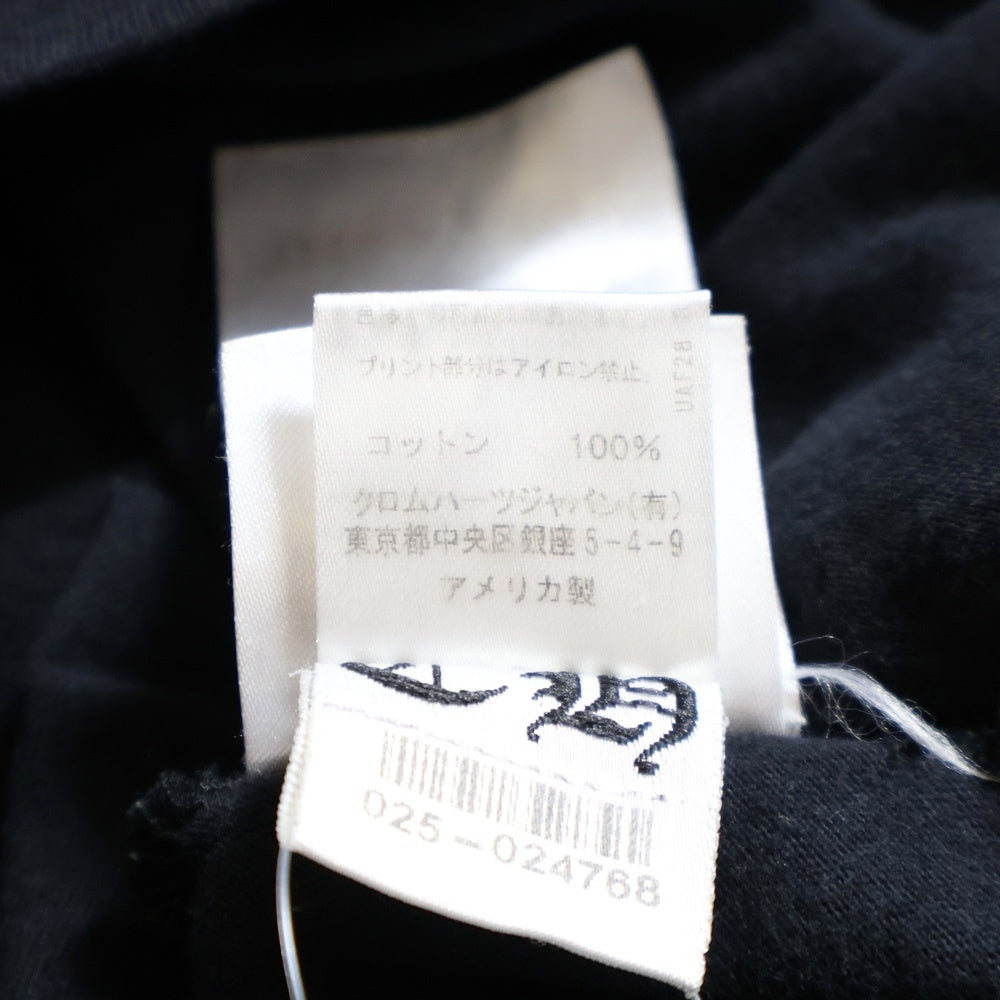 プリント部分はアイロン禁止。
UAF28
コットン 100%
クロムハーツジャパン(有)
東京都中央区銀座5-4-9
アメリカ製
CH
025-024768